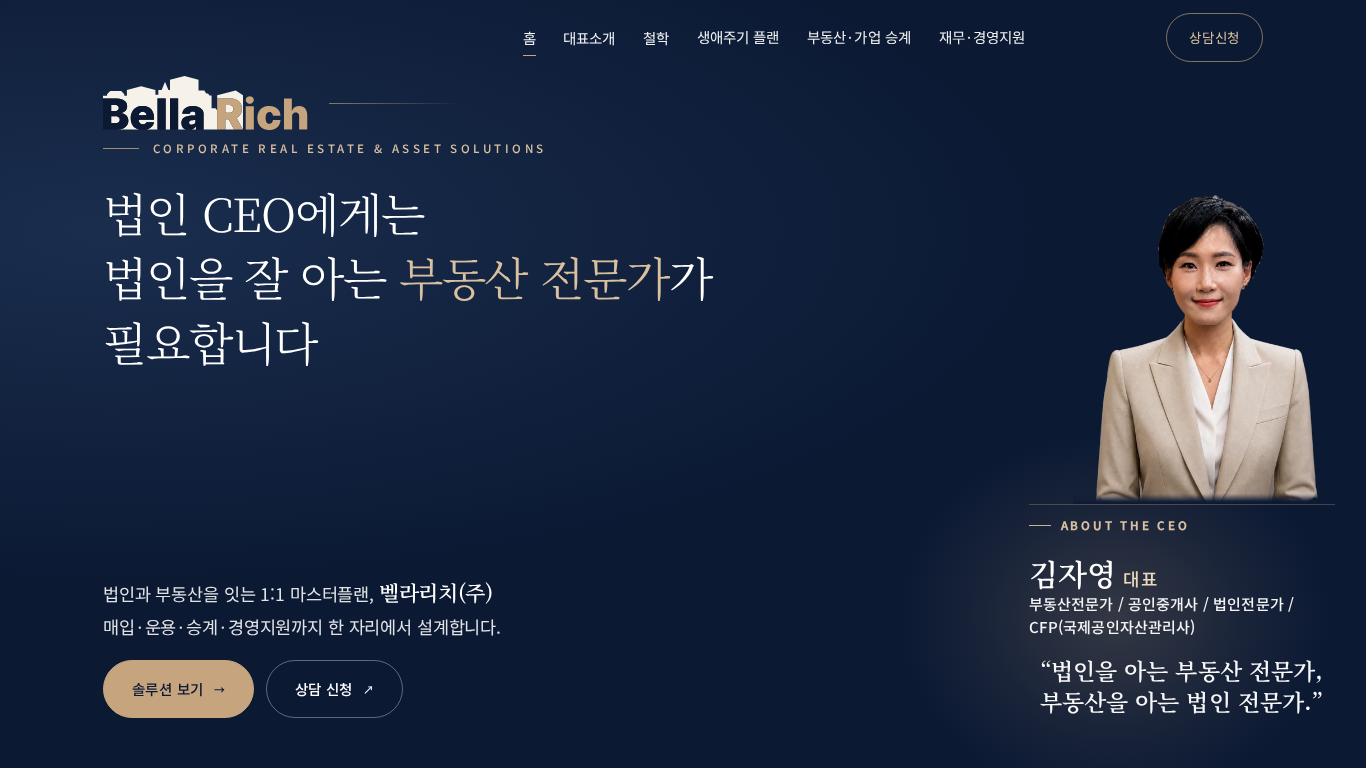 홈 대표소개 철학 생애주기 플랜 부동산·가업 승계 재무·경영지원 상담신청
Bella Rich
CORPORATE REAL ESTATE & ASSET SOLUTIONS
법인 CEO에게는
법인을 잘 아는 부동산 전문가가
필요합니다
법인과 부동산을 잇는 1:1 마스터플랜, 벨라리치(주)
매입·운용·승계·경영지원까지 한 자리에서 설계합니다.
솔루션 보기 → 상담 신청 ↗
ABOUT THE CEO
김자영 대표
부동산전문가 / 공인중개사 / 법인전문가 /
CFP(국제공인자산관리사)
“법인을 아는 부동산 전문가,
부동산을 아는 법인 전문가.”